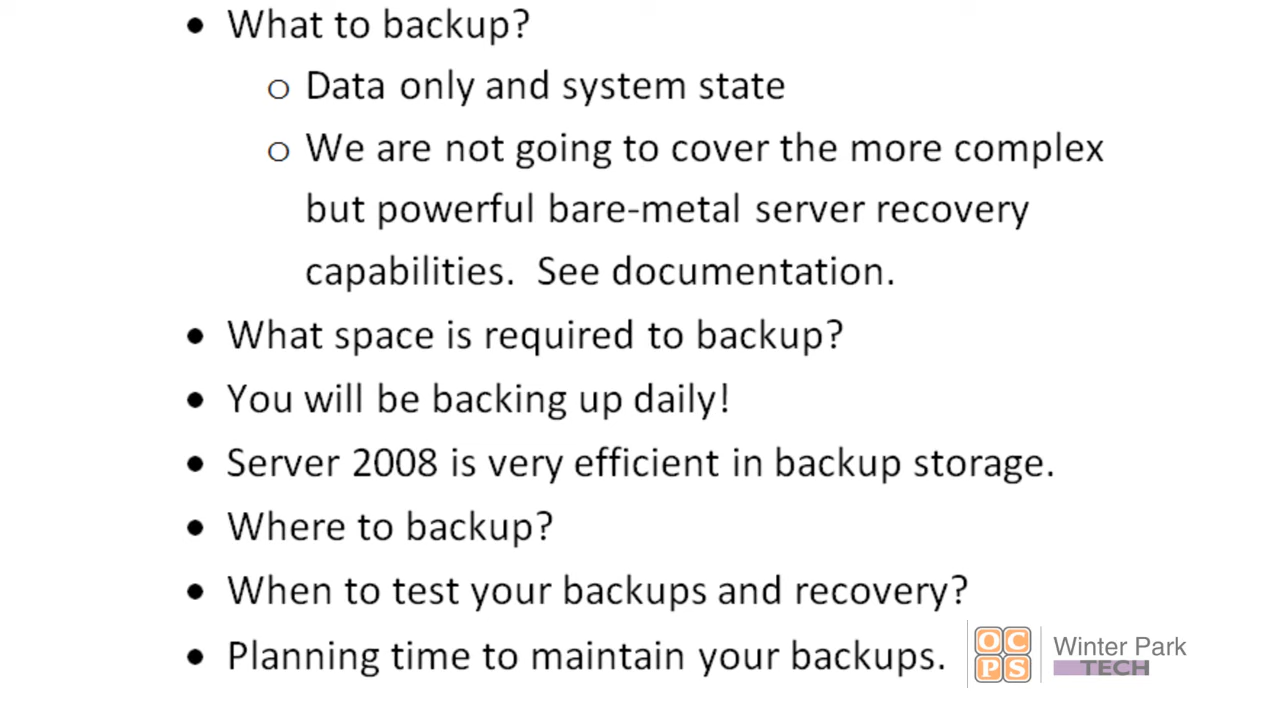 • What to backup?
o Data only and system state
o We are not going to cover the more complex
but powerful bare-metal server recovery
capabilities.  See documentation.
• What space is required to backup?
• You will be backing up daily!
• Server 2008 is very efficient in backup storage.
• Where to backup?
• When to test your backups and recovery?
• Planning time to maintain your backups.
OC
PS
Winter Park
TECH